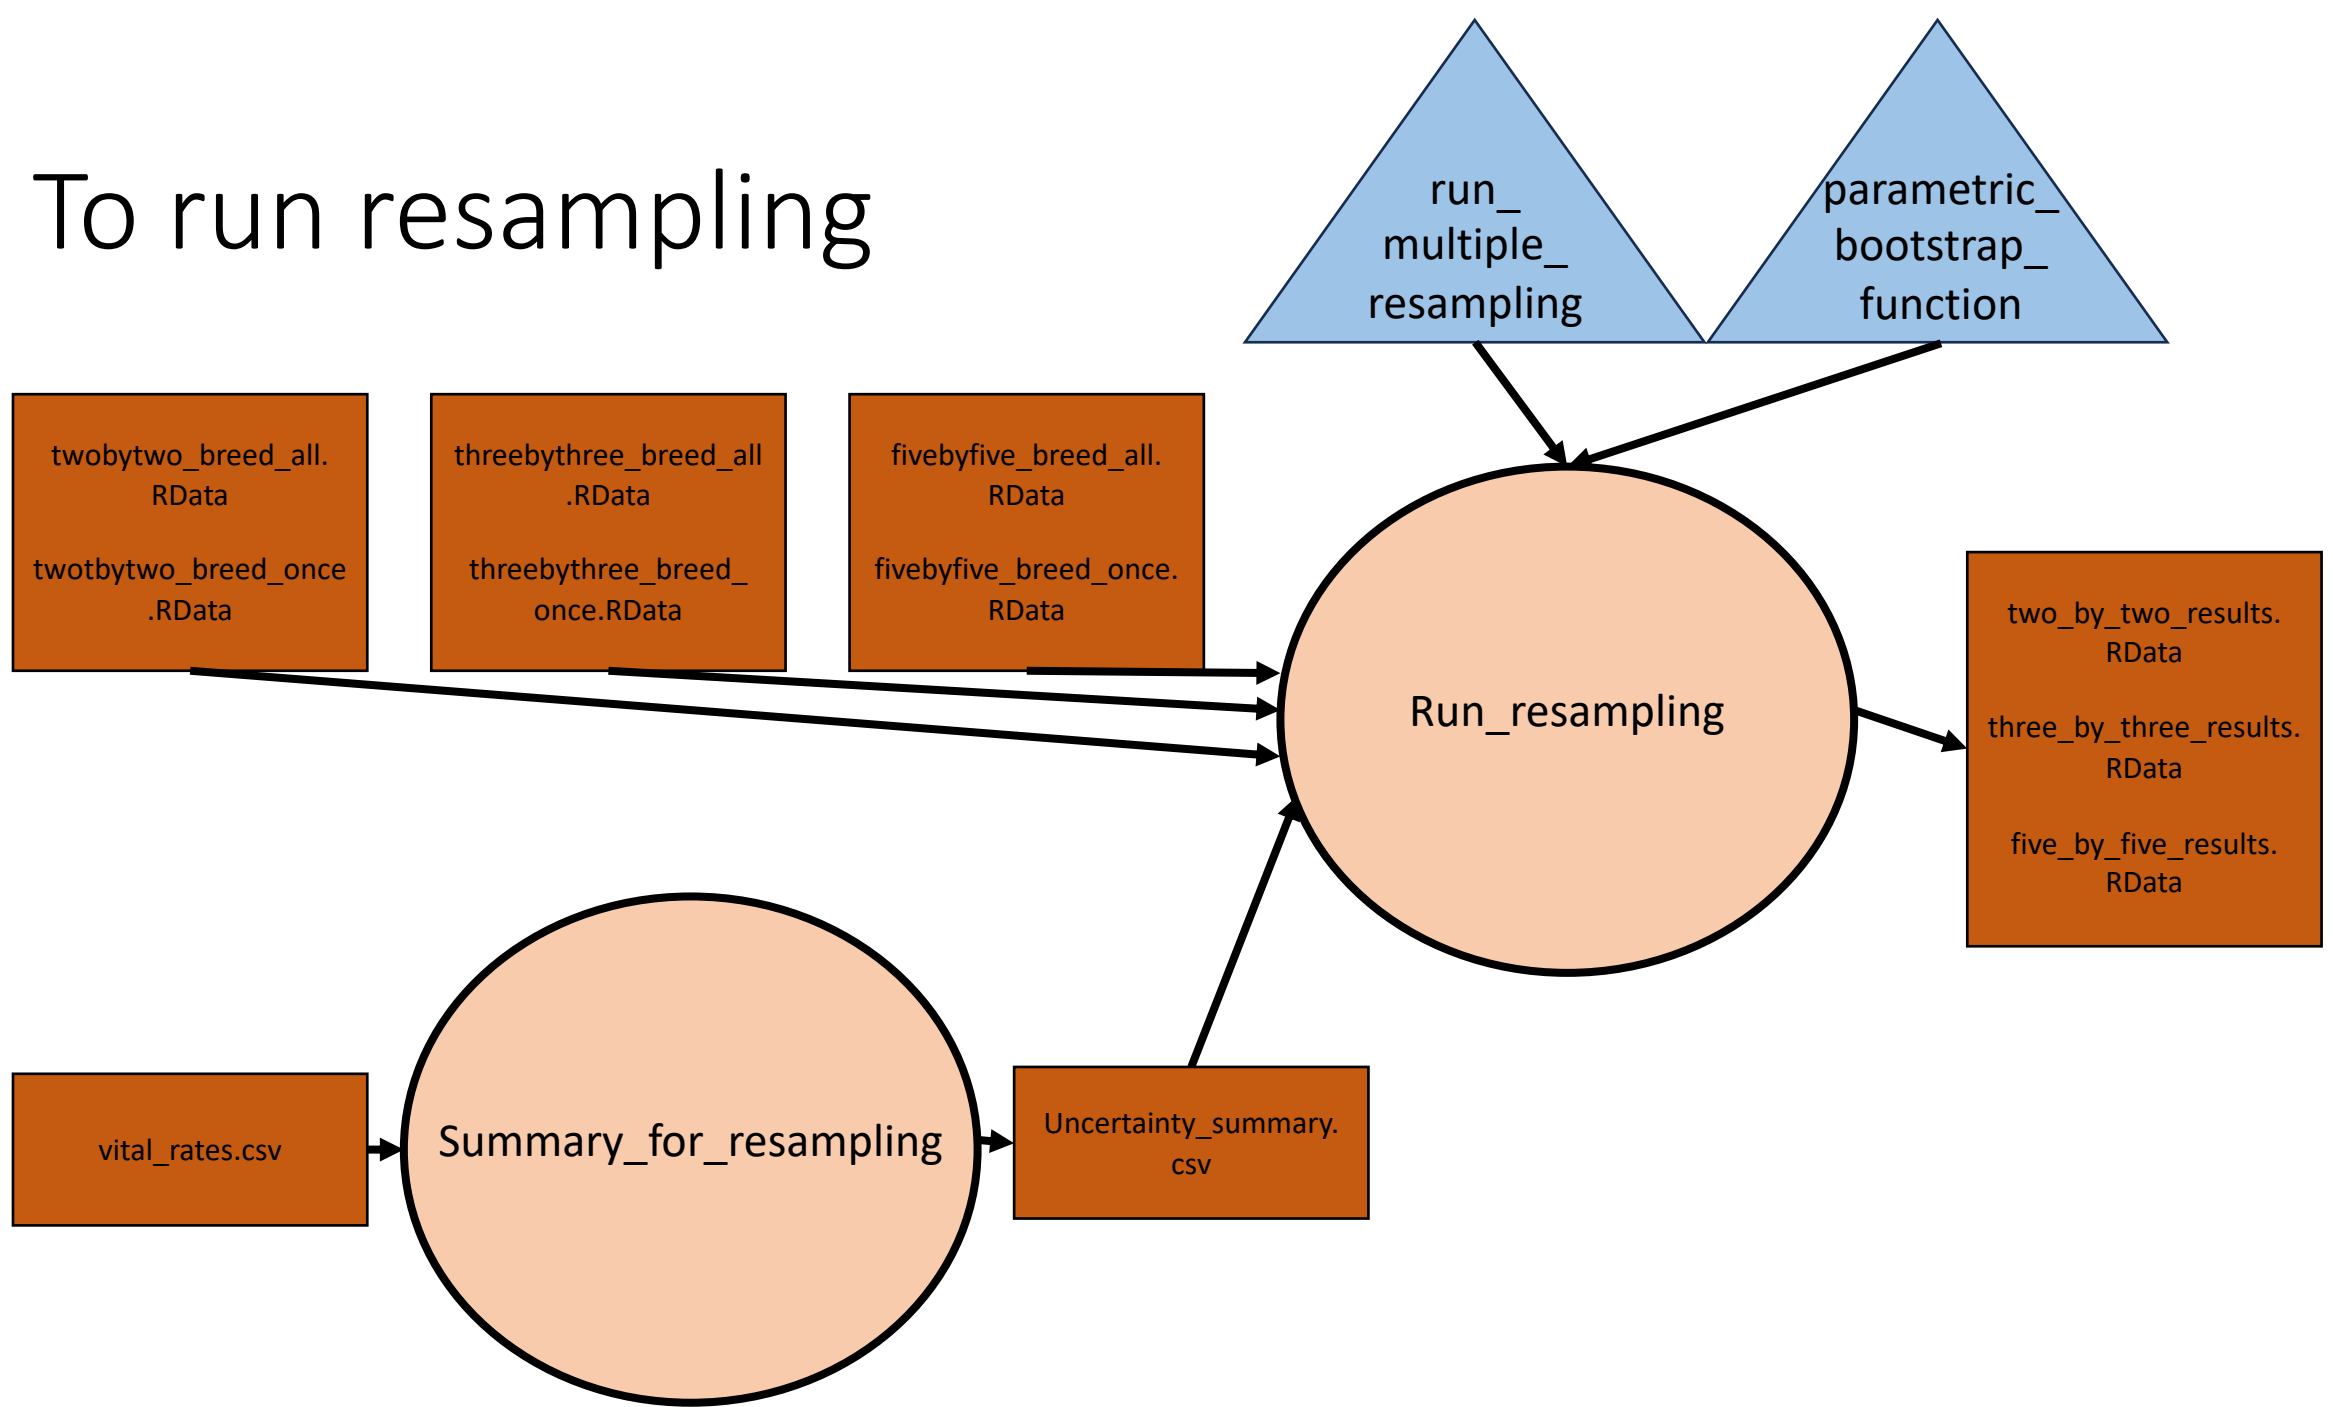 To run resampling
run_
multiple_
resampling
parametric_
bootstrap_
function
twobytwo_breed_all.
RData
twotbytwo_breed_once
.RData
threebythree_breed_all
.RData
threebythree_breed_
once.RData
fivebyfive_breed_all.
RData
fivebyfive_breed_once.
RData
Run_resampling
two_by_two_results.
RData
three_by_three_results.
RData
five_by_five_results.
RData
vital_rates.csv
Summary_for_resampling
Uncertainty_summary.
csv